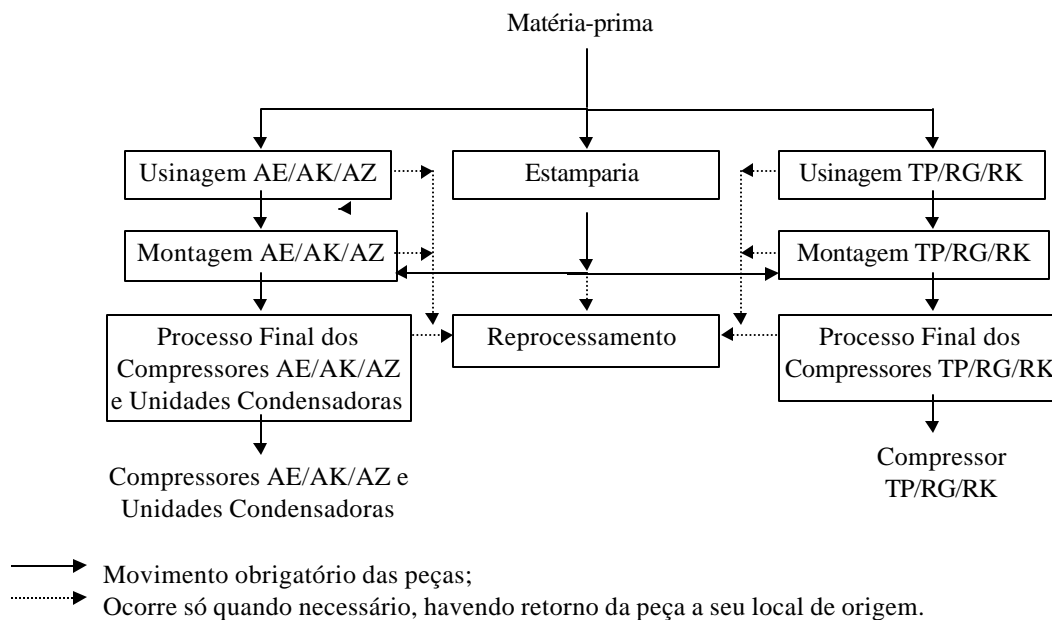 Matéria-prima
Usinagem AE/AK/AZ
Estamparia
Usinagem TP/RG/RK
Montagem AE/AK/AZ
Montagem TP/RG/RK
Processo Final dos
Compressores AE/AK/AZ
e Unidades Condensadoras
Reprocessamento
Processo Final dos
Compressores TP/RG/RK
Compressores AE/AK/AZ e
Unidades Condensadoras
Compressor
TP/RG/RK
Movimento obrigatório das peças;
Ocorre só quando necessário, havendo retorno da peça a seu local de origem.